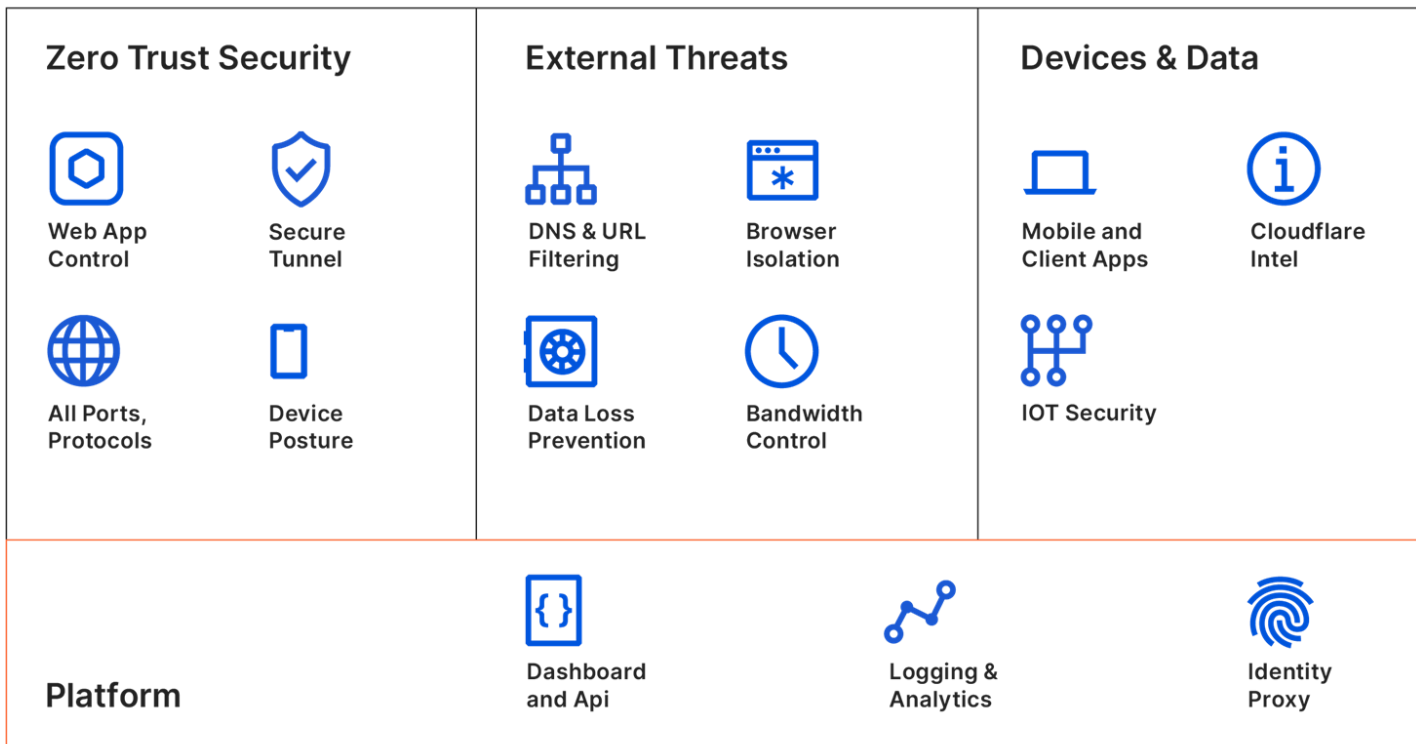 Zero Trust Security
Web App
Control
Secure
Tunnel
All Ports,
Protocols
Device
Posture
External Threats
DNS & URL
Filtering
Browser
Isolation
Data Loss
Prevention
Bandwidth
Control
Devices & Data
Mobile and
Client Apps
Cloudflare
Intel
IOT Security
Platform
Dashboard
and Api
Logging &
Analytics
Identity
Proxy